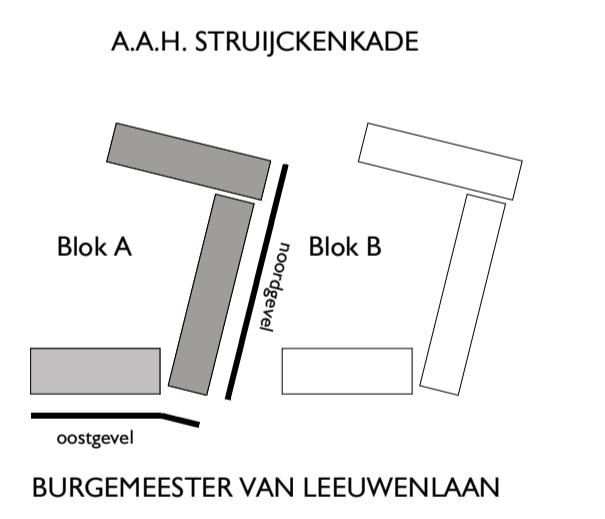 A.A.H. STRUIJCKENKADE
Blok A
noordgevel
Blok B
oostgevel
BURGEMEESTER VAN LEEUWENLAAN